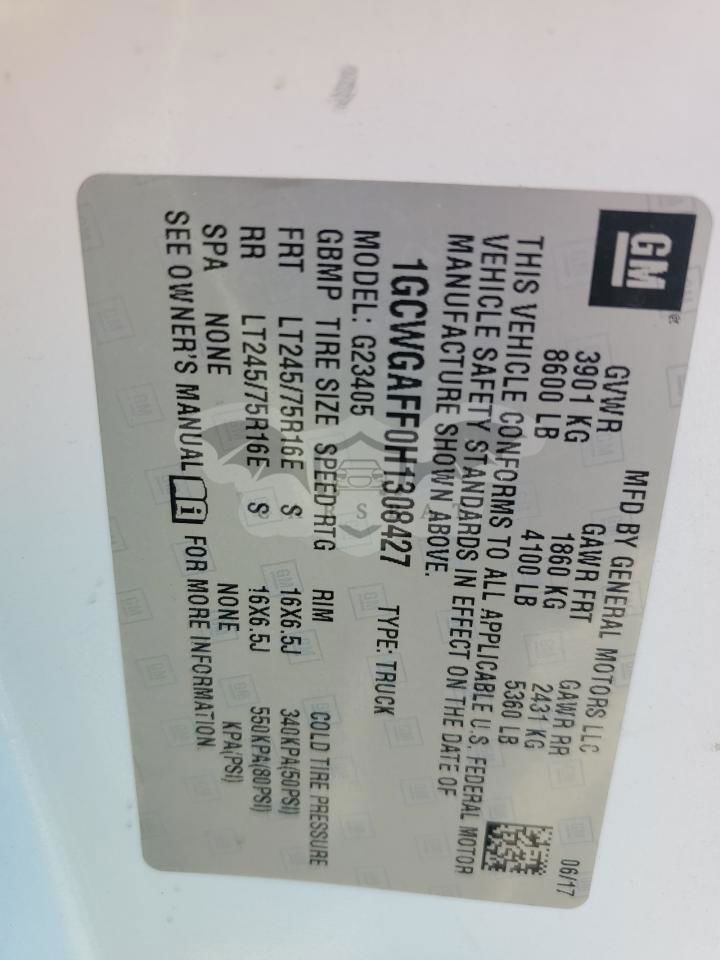 GM
MFD BY GENERAL MOTORS LLC 06/17
GVWR GAWR FRT GAWR RR
3901 KG 1860 KG 2431 KG
8600 LB 4100 LB 5360 LB
THIS VEHICLE CONFORMS TO ALL APPLICABLE U.S. FEDERAL MOTOR
VEHICLE SAFETY STANDARDS IN EFFECT ON THE DATE OF
MANUFACTURE SHOWN ABOVE.
1GCWGAFF0H1308427 TYPE: TRUCK
MODEL: G23405
GBMP TIRE SIZE SPEED RTG RIM COLD TIRE PRESSURE
FRT LT245/75R16E S 16X6.5J 340KPA(50PSI)
RR LT245/75R16E S 16X6.5J 550KPA(80PSI)
SPA NONE NONE KPA(PSI)
SEE OWNER'S MANUAL FOR MORE INFORMATION